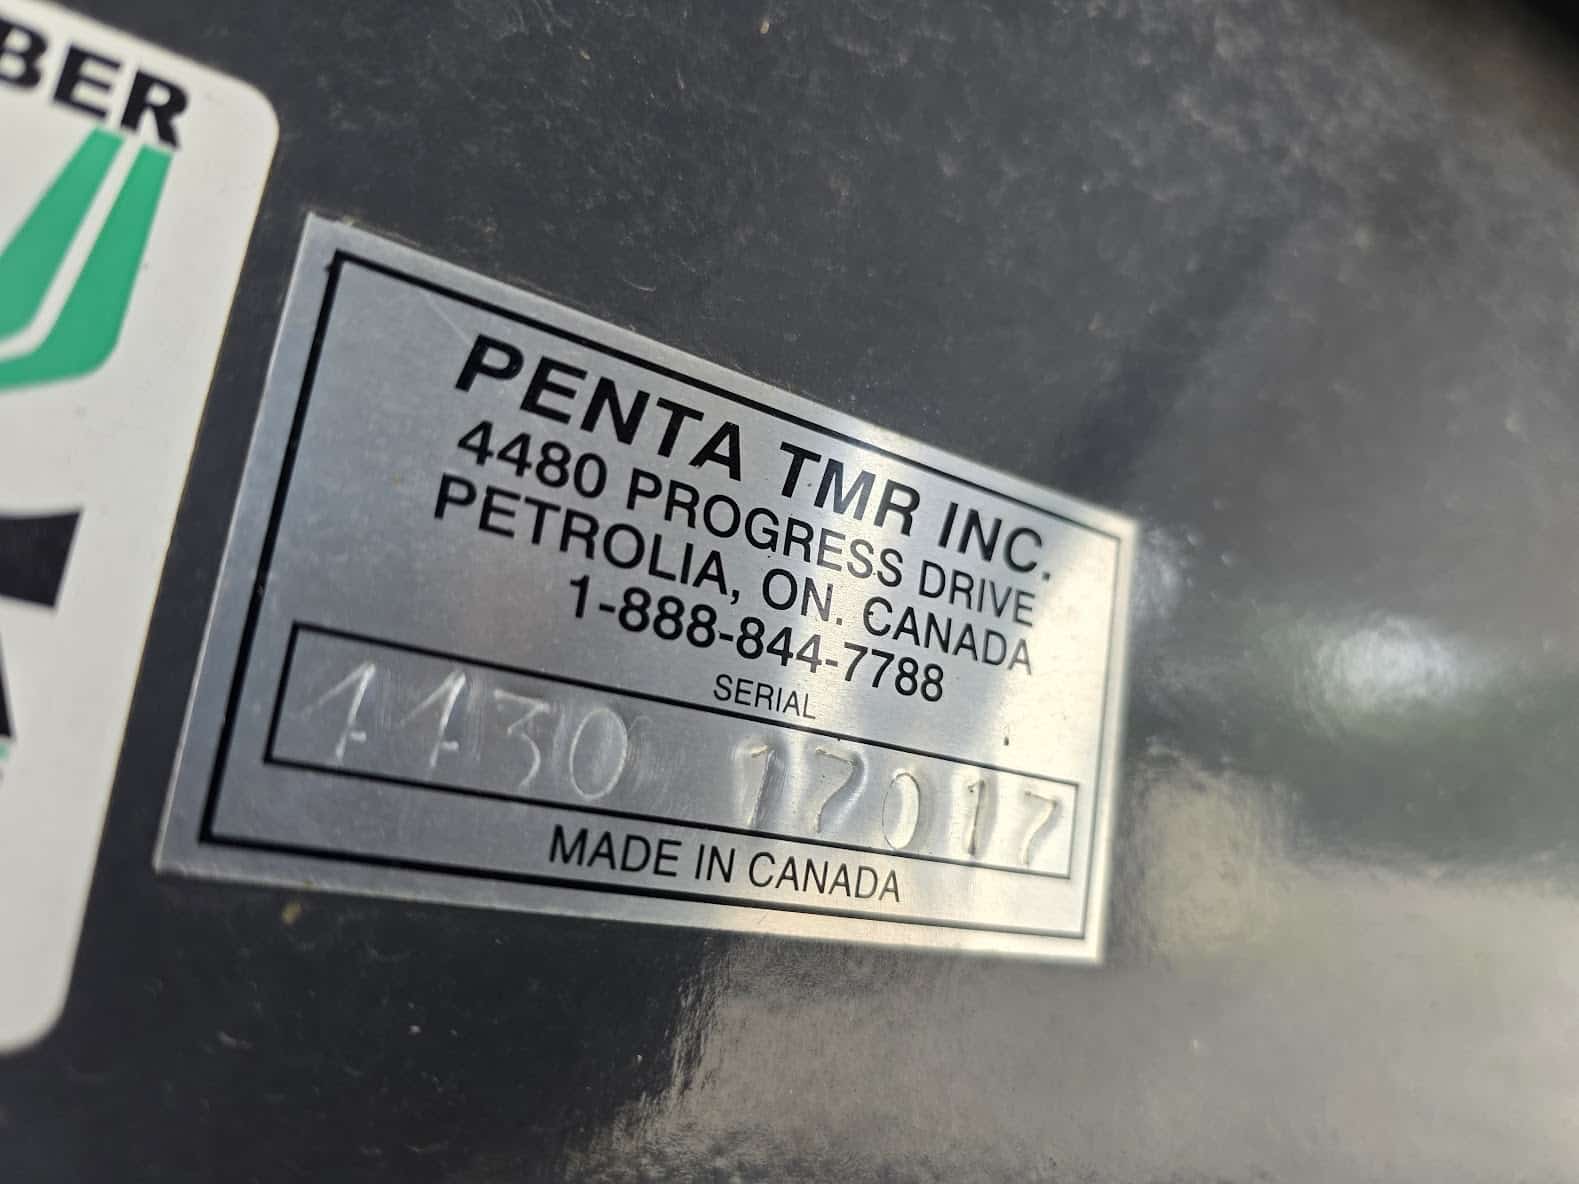 BER
PENTA TMR INC.
4480 PROGRESS DRIVE
PETROLIA, ON. CANADA
1-888-844-7788
SERIAL
1130 17017
MADE IN CANADA